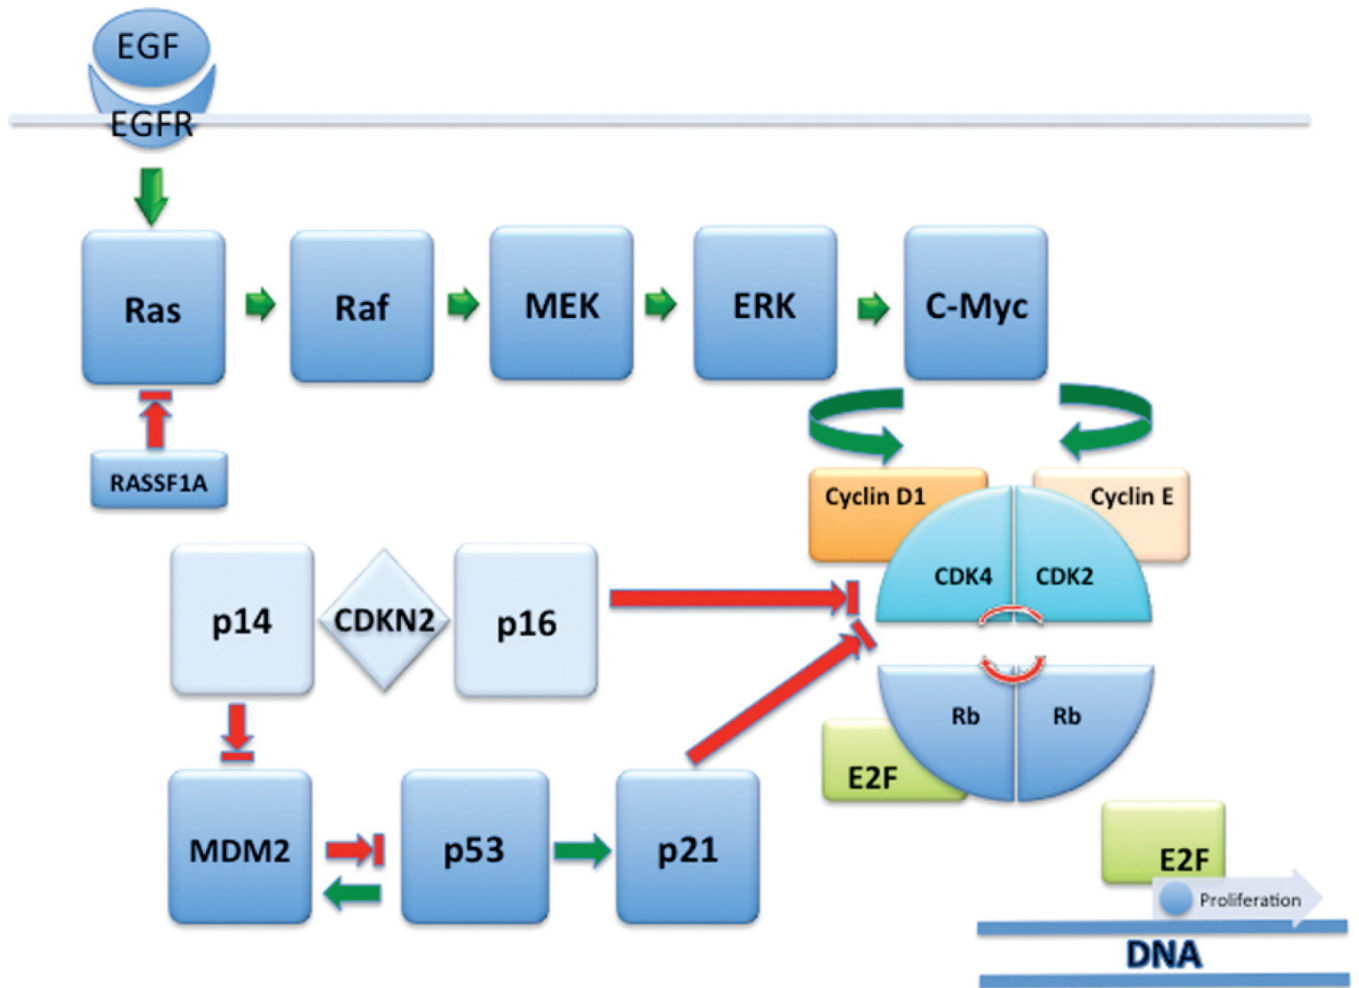 EGF
EGFR
Ras
Raf
MEK
ERK
C-Myc
RASSF1A
Cyclin D1
Cyclin E
CDK4
CDK2
p14
CDKN2
p16
Rb
Rb
E2F
MDM2
p53
p21
E2F
Proliferation
DNA